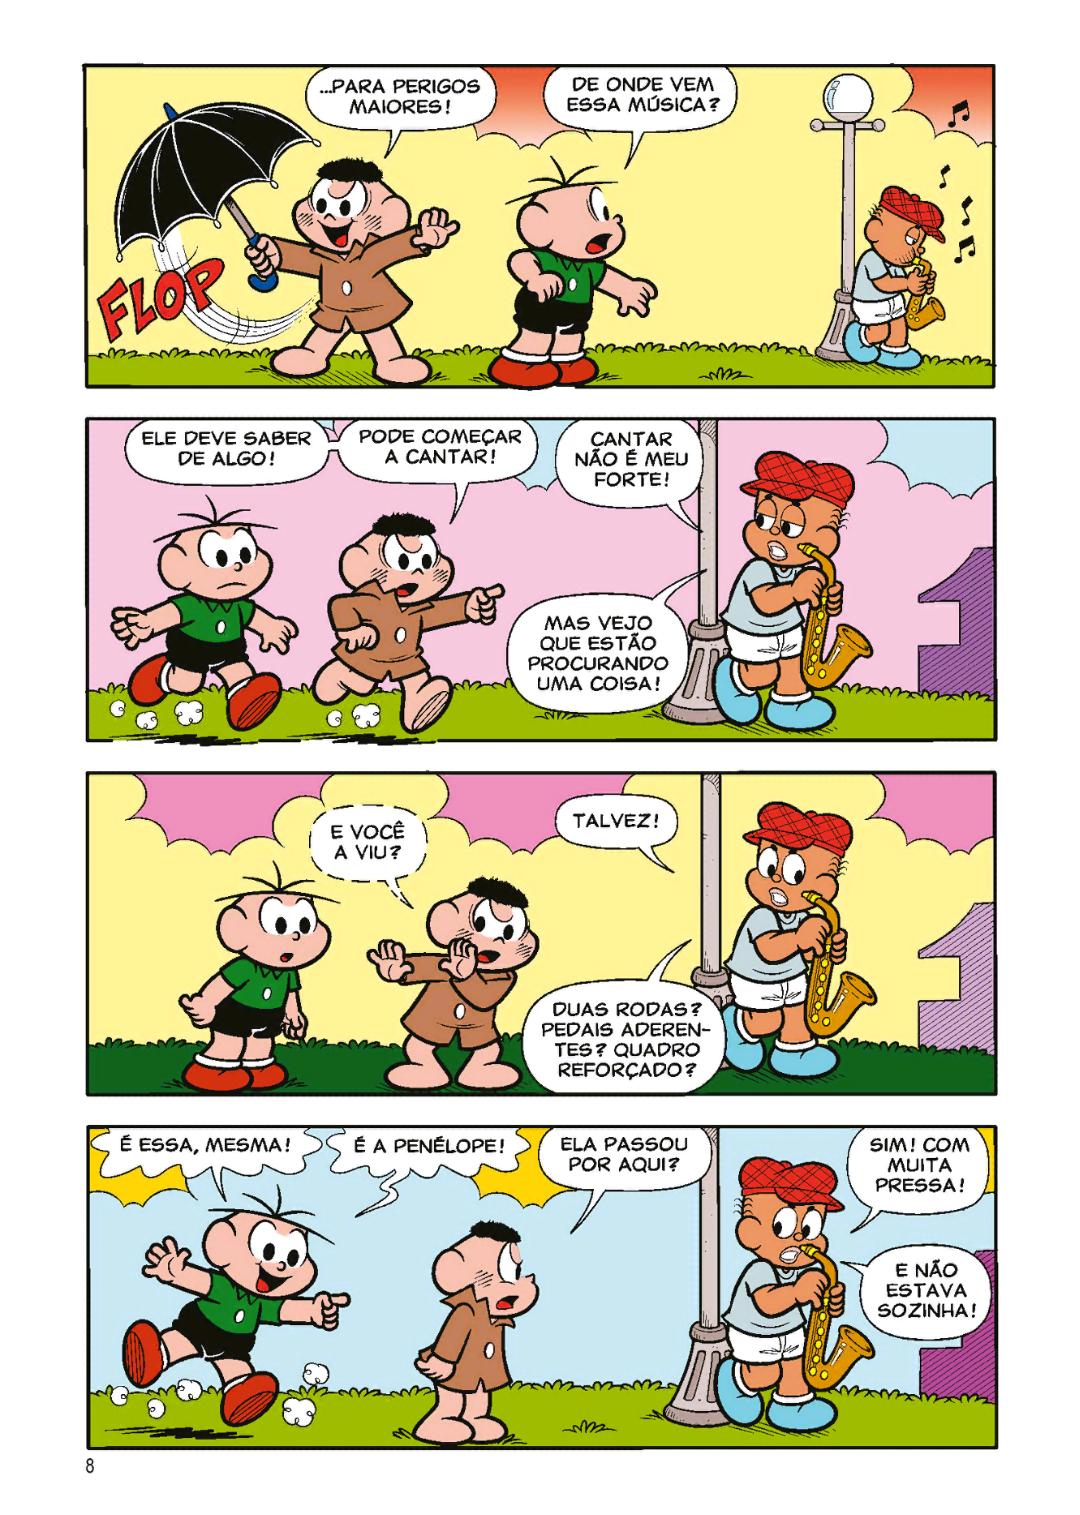 ...PARA PERIGOS
MAIORES!
DE ONDE VEM
ESSA MÚSICA?
FLOP
ELE DEVE SABER
DE ALGO!
PODE COMEÇAR
A CANTAR!
CANTAR
NÃO É MEU
FORTE!
MAS VEJO
QUE ESTÃO
PROCURANDO
UMA COISA!
E VOCÊ
A VIU?
TALVEZ!
DUAS RODAS?
PEDAIS ADEREN-
TES? QUADRO
REFORÇADO?
É ESSA, MESMA!
É A PENÉLOPE!
ELA PASSOU
POR AQUI?
SIM! COM
MUITA
PRESSA!
E NÃO
ESTAVA
SOZINHA!
8